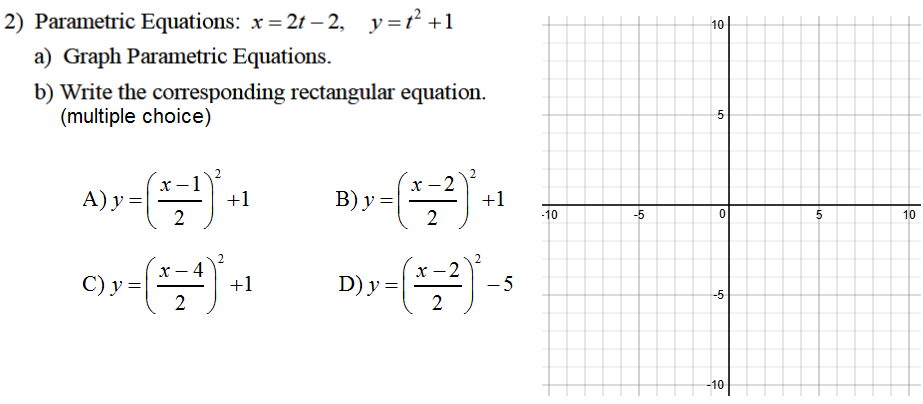 2) Parametric Equations: x = 2t – 2, y = t² + 1
a) Graph Parametric Equations.
b) Write the corresponding rectangular equation.
(multiple choice)
A) y = ((x – 1)/2)² + 1
B) y = ((x – 2)/2)² + 1
C) y = ((x – 4)/2)² + 1
D) y = ((x – 2)/2)² – 5
10
5
-10 -5 0 5 10
-5
-10